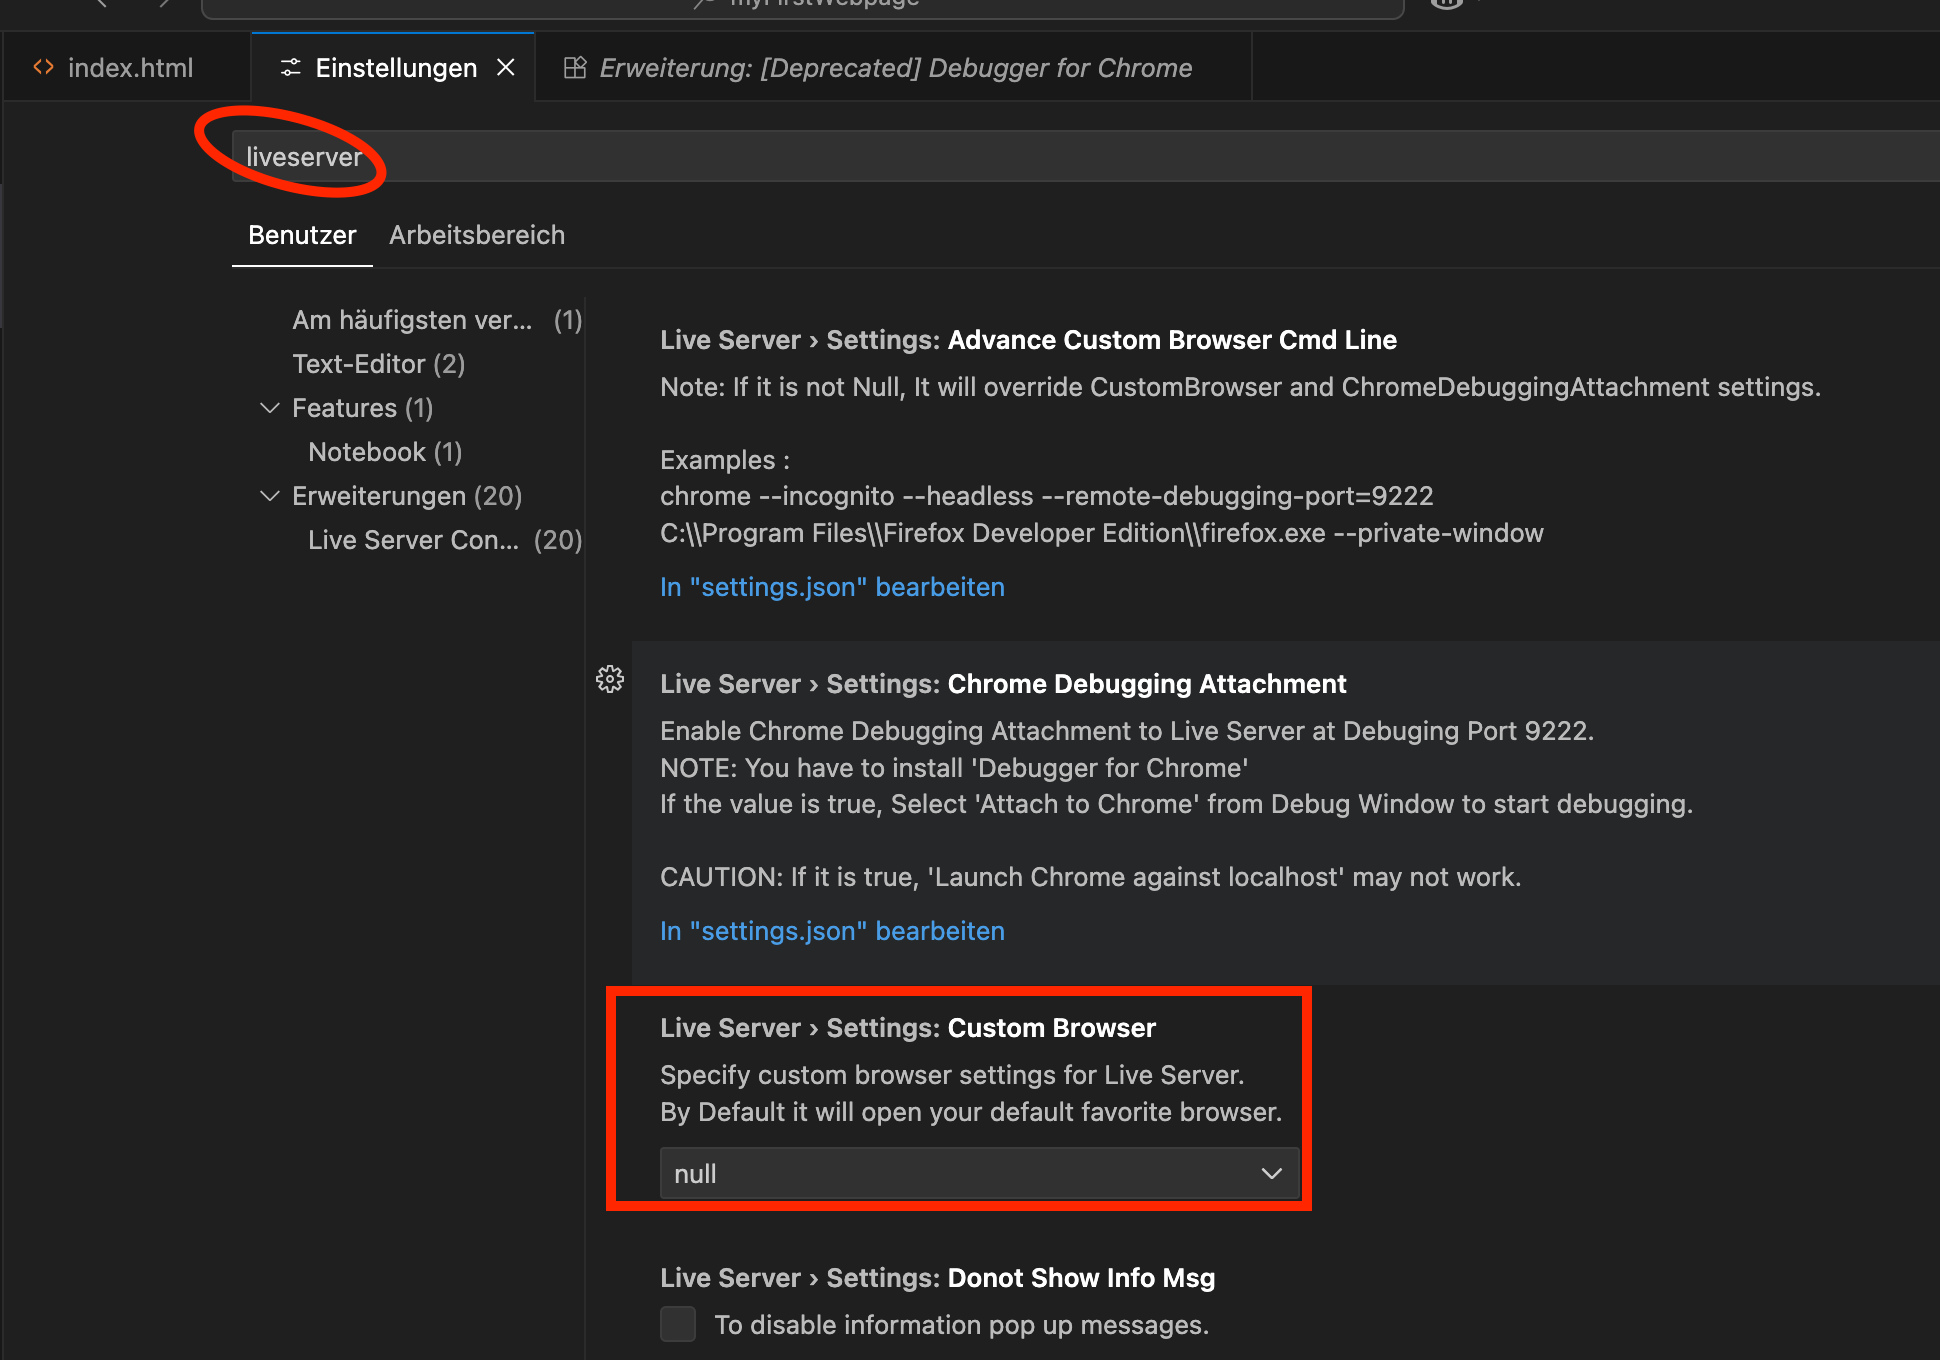 myFirstWebpage
index.html
Einstellungen
Erweiterung: [Deprecated] Debugger for Chrome
liveserver
Benutzer
Arbeitsbereich
Am häufigsten ver... (1)
Text-Editor (2)
Features (1)
Notebook (1)
Erweiterungen (20)
Live Server Con... (20)
Live Server › Settings: Advance Custom Browser Cmd Line
Note: If it is not Null, It will override CustomBrowser and ChromeDebuggingAttachment settings.
Examples :
chrome --incognito --headless --remote-debugging-port=9222
C:\\Program Files\\Firefox Developer Edition\\firefox.exe --private-window
In "settings.json" bearbeiten
Live Server › Settings: Chrome Debugging Attachment
Enable Chrome Debugging Attachment to Live Server at Debuging Port 9222.
NOTE: You have to install 'Debugger for Chrome'
If the value is true, Select 'Attach to Chrome' from Debug Window to start debugging.
CAUTION: If it is true, 'Launch Chrome against localhost' may not work.
In "settings.json" bearbeiten
Live Server › Settings: Custom Browser
Specify custom browser settings for Live Server.
By Default it will open your default favorite browser.
null
Live Server › Settings: Donot Show Info Msg
To disable information pop up messages.